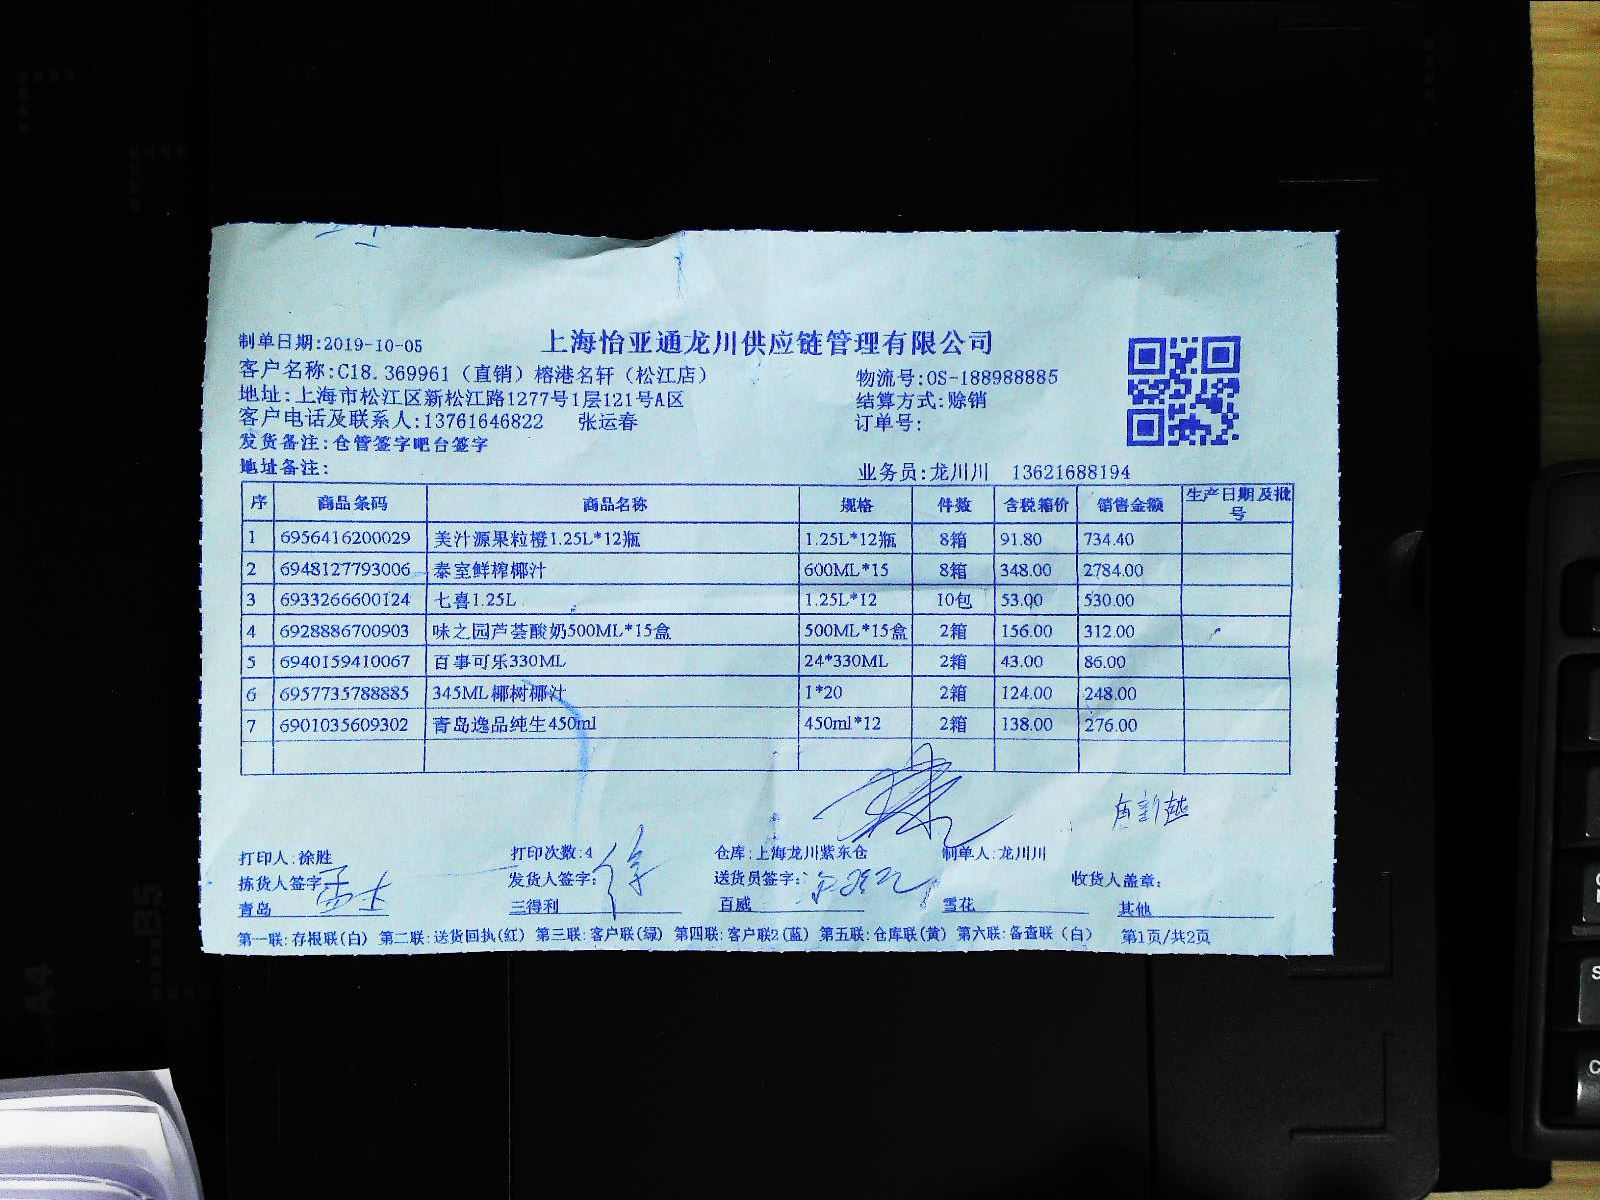 制单日期:2019-10-05
上海怡亚通龙川供应链管理有限公司
客户名称:C18.369961（直销）榕港名轩（松江店）
物流号:OS-188988885
地址:上海市松江区新松江路1277号1层121号A区
结算方式:赊销
客户电话及联系人:13761646822 张运春
订单号:
发货备注:仓管签字吧台签字
地址备注:
业务员:龙川川 13621688194
序 商品条码 商品名称 规格 件数 含税箱价 销售金额 生产日期及批号
1 6956416200029 美汁源果粒橙1.25L*12瓶 1.25L*12瓶 8箱 91.80 734.40
2 6948127793006 泰室鲜榨椰汁 600ML*15 8箱 348.00 2784.00
3 6933266600124 七喜1.25L 1.25L*12 10包 53.00 530.00
4 6928886700903 味之园芦荟酸奶500ML*15盒 500ML*15盒 2箱 156.00 312.00
5 6940159410067 百事可乐330ML 24*330ML 2箱 43.00 86.00
6 6957735788885 345ML椰树椰汁 1*20 2箱 124.00 248.00
7 6901035609302 青岛逸品纯生450ml 450ml*12 2箱 138.00 276.00
打印人:徐胜 打印次数:4 仓库:上海龙川紫东仓 制单人:龙川川
拣货人签字: 发货人签字: 送货员签字: 收货人盖章:
青岛 三得利 百威 雪花 其他
第一联:存根联(白) 第二联:送货回执(红) 第三联:客户联(绿) 第四联:客户联2(蓝) 第五联:仓库联(黄) 第六联:备查联(白) 第1页/共2页
B5
A4